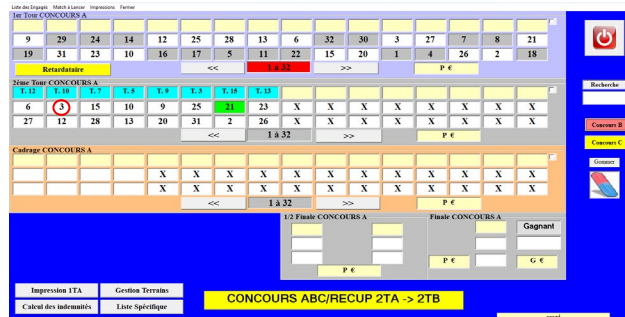 Liste des Engagés Match à Lancer Impressions Fermer
1er Tour CONCOURS A
9 29 24 14 12 25 28 13 6 32 30 3 27 7 8 21
19 31 23 10 16 17 5 11 22 15 20 1 4 26 2 18
Retardataire << 1 à 32 >> P €
2ème Tour CONCOURS A
T. 12 T. 10 T. 7 T. 5 T. 9 T. 3 T. 15 T. 13
6 3 15 10 9 25 21 23 X X X X X X X X
27 12 28 13 20 31 2 26 X X X X X X X X
<< 1 à 32 >> P €
Cadrage CONCOURS A
X X X X X X X X X X X X
X X X X X X X X X X X X
<< 1 à 32 >> P €
1/2 Finale CONCOURS A
P €
Finale CONCOURS A
Gagnant
P € G €
Recherche
Concours B
Concours C
Gommer
Impression 1TA Gestion Terrains
Calcul des indemnités Liste Spécifique
CONCOURS ABC/RECUP 2TA -> 2TB